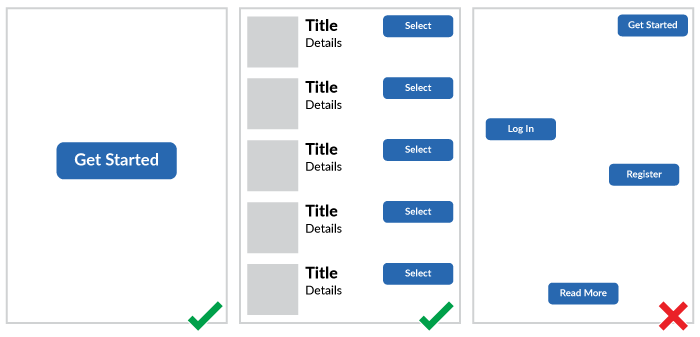 Get Started
Title
Details
Select
Title
Details
Select
Title
Details
Select
Title
Details
Select
Title
Details
Select
Get Started
Log In
Register
Read More